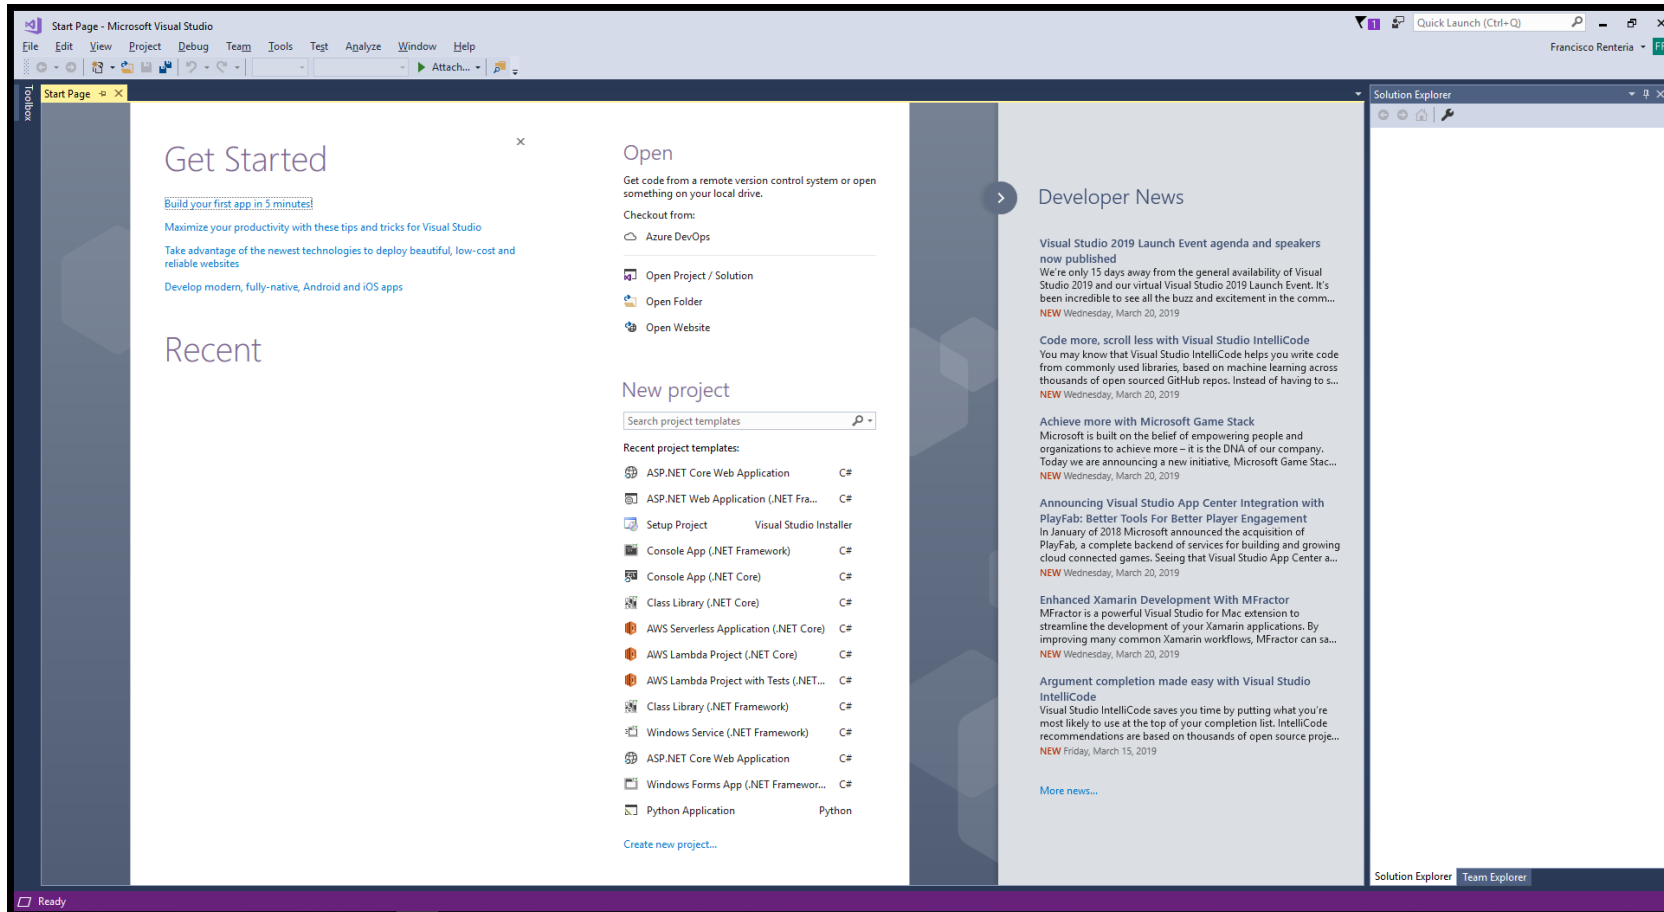 Start Page - Microsoft Visual Studio
1
Quick Launch (Ctrl+Q)
File Edit View Project Debug Team Tools Test Analyze Window Help
Francisco Renteria
Attach...
Toolbox
Start Page
Get Started
Build your first app in 5 minutes!
Maximize your productivity with these tips and tricks for Visual Studio
Take advantage of the newest technologies to deploy beautiful, low-cost and
reliable websites
Develop modern, fully-native, Android and iOS apps
Recent
Open
Get code from a remote version control system or open
something on your local drive.
Checkout from:
Azure DevOps
Open Project / Solution
Open Folder
Open Website
New project
Search project templates
Recent project templates:
ASP.NET Core Web Application C#
ASP.NET Web Application (.NET Fra... C#
Setup Project Visual Studio Installer
Console App (.NET Framework) C#
Console App (.NET Core) C#
Class Library (.NET Core) C#
AWS Serverless Application (.NET Core) C#
AWS Lambda Project (.NET Core) C#
AWS Lambda Project with Tests (.NET... C#
Class Library (.NET Framework) C#
Windows Service (.NET Framework) C#
ASP.NET Core Web Application C#
Windows Forms App (.NET Framewor... C#
Python Application Python
Create new project...
Developer News
Visual Studio 2019 Launch Event agenda and speakers
now published
We're only 15 days away from the general availability of Visual
Studio 2019 and our virtual Visual Studio 2019 Launch Event. It's
been incredible to see all the buzz and excitement in the comm...
NEW Wednesday, March 20, 2019
Code more, scroll less with Visual Studio IntelliCode
You may know that Visual Studio IntelliCode helps you write code
from commonly used libraries, based on machine learning across
thousands of open sourced GitHub repos. Instead of having to s...
NEW Wednesday, March 20, 2019
Achieve more with Microsoft Game Stack
Microsoft is built on the belief of empowering people and
organizations to achieve more – it is the DNA of our company.
Today we are announcing a new initiative, Microsoft Game Stac...
NEW Wednesday, March 20, 2019
Announcing Visual Studio App Center Integration with
PlayFab: Better Tools For Better Player Engagement
In January of 2018 Microsoft announced the acquisition of
PlayFab, a complete backend of services for building and growing
cloud connected games. Seeing that Visual Studio App Center a...
NEW Wednesday, March 20, 2019
Enhanced Xamarin Development With MFractor
MFractor is a powerful Visual Studio for Mac extension to
streamline the development of your Xamarin applications. By
improving many common Xamarin workflows, MFractor can sa...
NEW Wednesday, March 20, 2019
Argument completion made easy with Visual Studio
IntelliCode
Visual Studio IntelliCode saves you time by putting what you're
most likely to use at the top of your completion list. IntelliCode
recommendations are based on thousands of open source proje...
NEW Friday, March 15, 2019
More news...
Solution Explorer
Solution Explorer Team Explorer
Ready